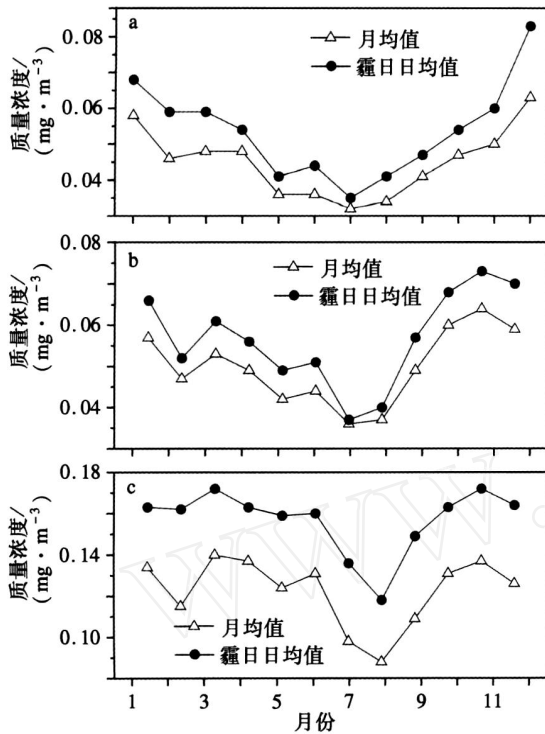 a
月均值
霾日日均值
0.08
0.06
0.04
质量浓度/
(mg·m⁻³)
b
月均值
霾日日均值
0.08
0.06
0.04
质量浓度/
(mg·m⁻³)
c
月均值
霾日日均值
0.18
0.14
0.10
质量浓度/
(mg·m⁻³)
1 3 5 7 9 11
月份
www.